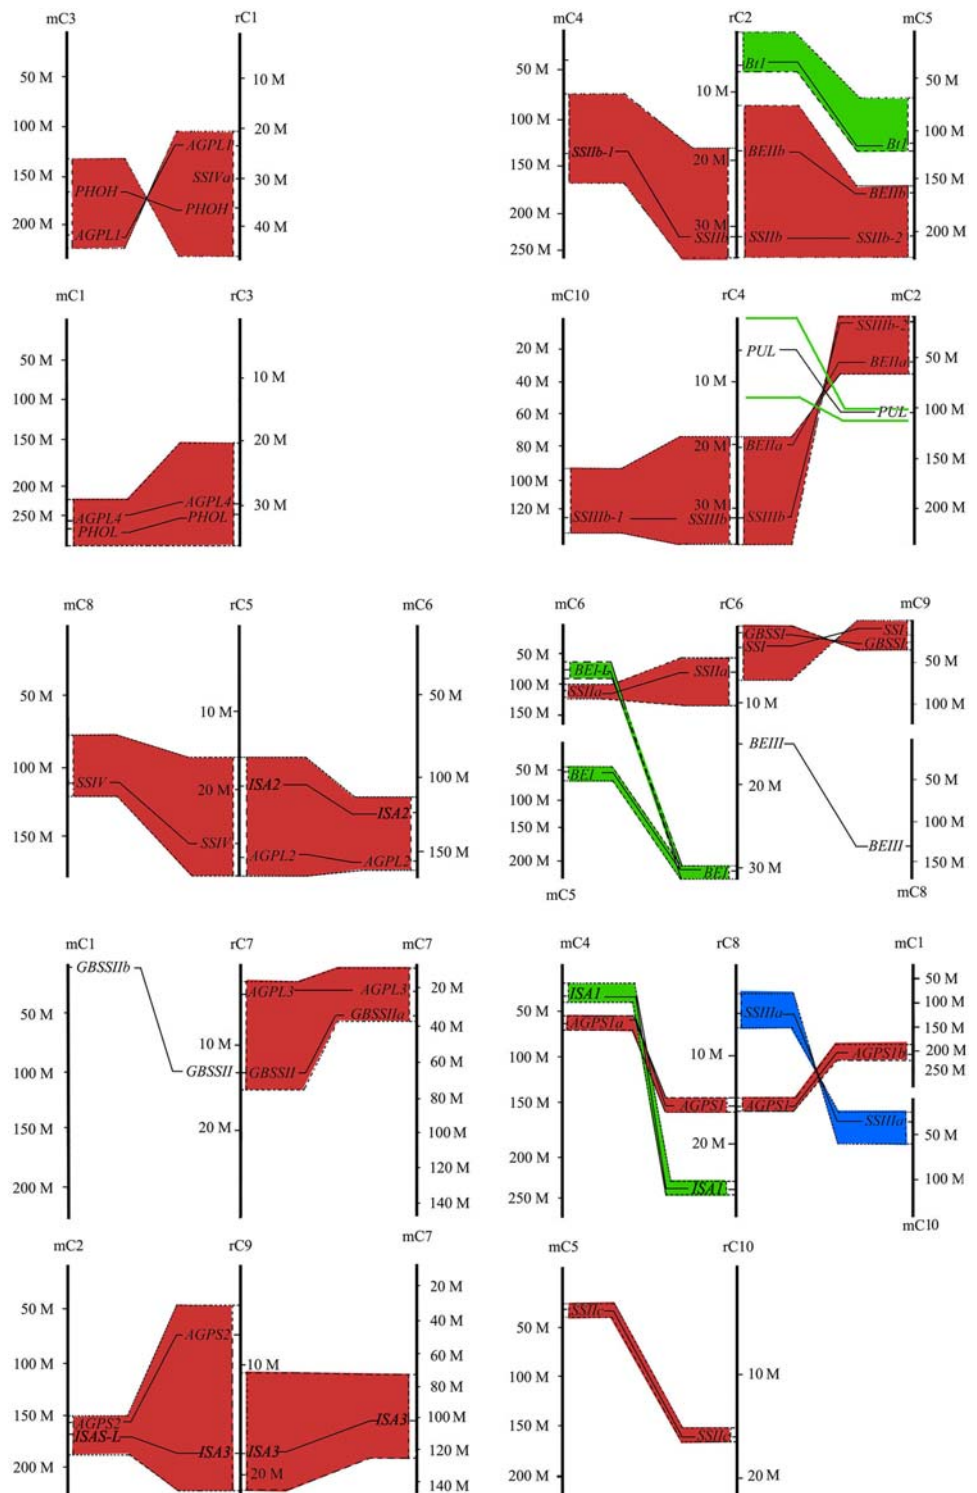 mC3 rC1
50 M
100 M
150 M
200 M
10 M
20 M
30 M
40 M
AGPL1
SSIVa
PHOH
PHOH
AGPL1
mC4 rC2 mC5
50 M
100 M
150 M
200 M
250 M
10 M
20 M
30 M
50 M
100 M
150 M
200 M
Bt1
Bt1
SSIIb-1
SSIIb
BEIIb
BEIIb
SSIIb
SSIIb-2
mC1 rC3
50 M
100 M
150 M
200 M
250 M
10 M
20 M
30 M
AGPL4
AGPL4
PHOL
PHOL
mC10 rC4 mC2
20 M
40 M
60 M
80 M
100 M
120 M
10 M
20 M
30 M
50 M
100 M
150 M
200 M
SSIIIb-2
PUL
BEIIa
PUL
BEIIa
SSIIIb-1
SSIIIb
SSIIIb
mC8 rC5 mC6
50 M
100 M
150 M
10 M
20 M
50 M
100 M
150 M
SSIV
SSIV
ISA2
ISA2
AGPL2
AGPL2
mC6 rC6 mC9
50 M
100 M
150 M
50 M
100 M
150 M
200 M
10 M
20 M
30 M
50 M
100 M
50 M
100 M
150 M
BEI-L
SSIIa
SSIIa
GBSSI
SSI
SSI
GBSSI
BEI
BEI
BEIII
BEIII
mC5 mC8
mC1 rC7 mC7
50 M
100 M
150 M
200 M
10 M
20 M
20 M
40 M
60 M
80 M
100 M
120 M
140 M
GBSSIIb
GBSSII
AGPL3
AGPL3
GBSSIIa
GBSSII
mC4 rC8 mC1
50 M
100 M
150 M
200 M
250 M
10 M
20 M
50 M
100 M
150 M
200 M
250 M
50 M
100 M
ISA1
AGPS1a
AGPS1
ISA1
SSIIIa
AGPS1b
AGPS1
SSIIIa
mC10
mC2 rC9 mC7
50 M
100 M
150 M
200 M
10 M
20 M
20 M
40 M
60 M
80 M
100 M
120 M
140 M
AGPS2
AGPS2
ISAS-L
ISA3
ISA3
ISA3
mC5 rC10
50 M
100 M
150 M
200 M
10 M
20 M
SSIIc
SSIIc